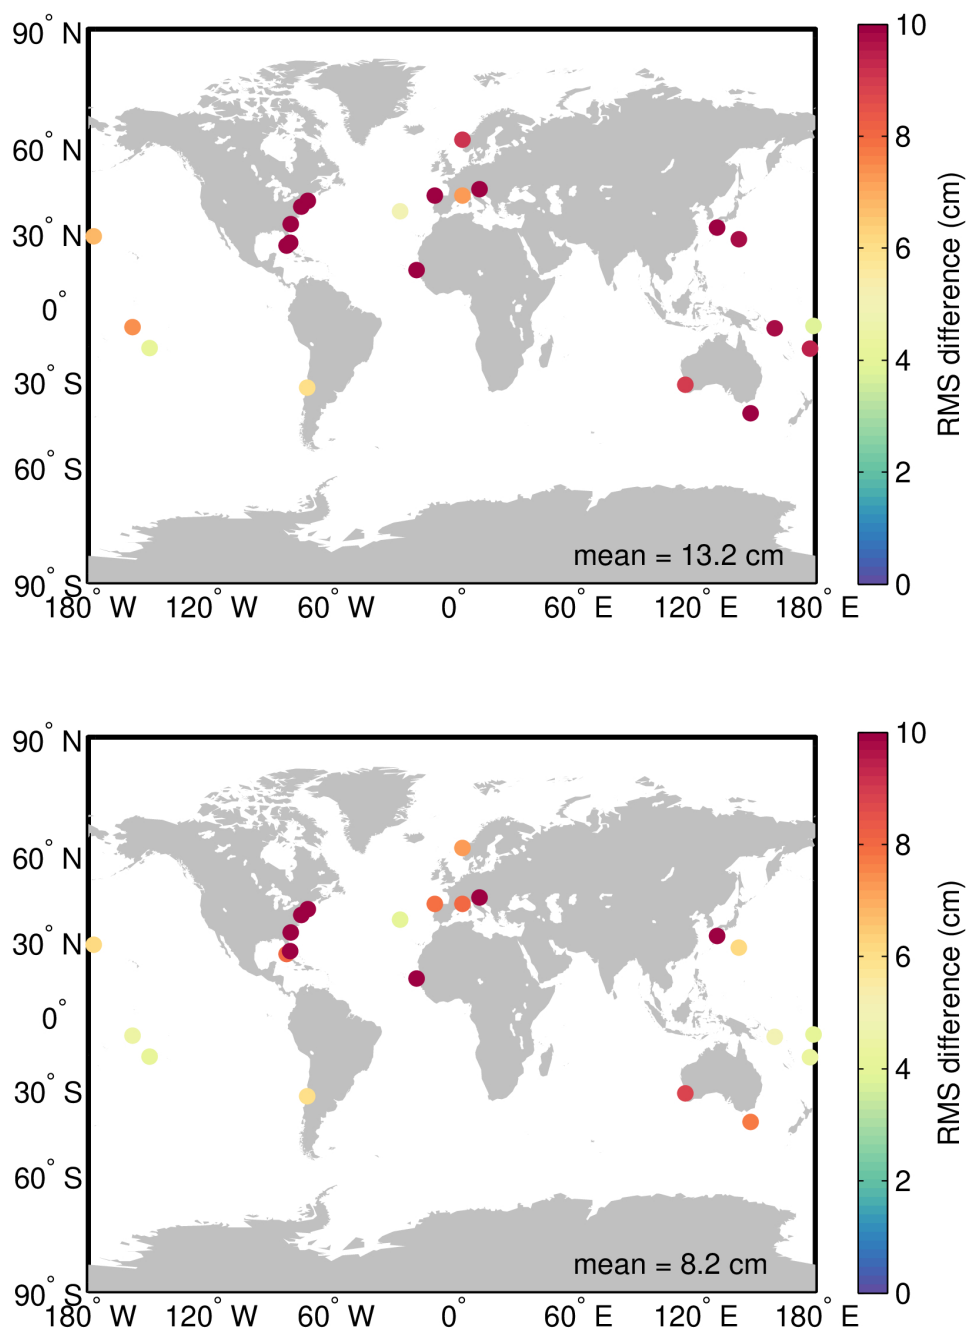 90° N
60° N
30° N
0°
30° S
60° S
90° S
180° W 120° W 60° W 0° 60° E 120° E 180° E
mean = 13.2 cm
10
8
6
4
2
0
RMS difference (cm)
90° N
60° N
30° N
0°
30° S
60° S
90° S
180° W 120° W 60° W 0° 60° E 120° E 180° E
mean = 8.2 cm
10
8
6
4
2
0
RMS difference (cm)